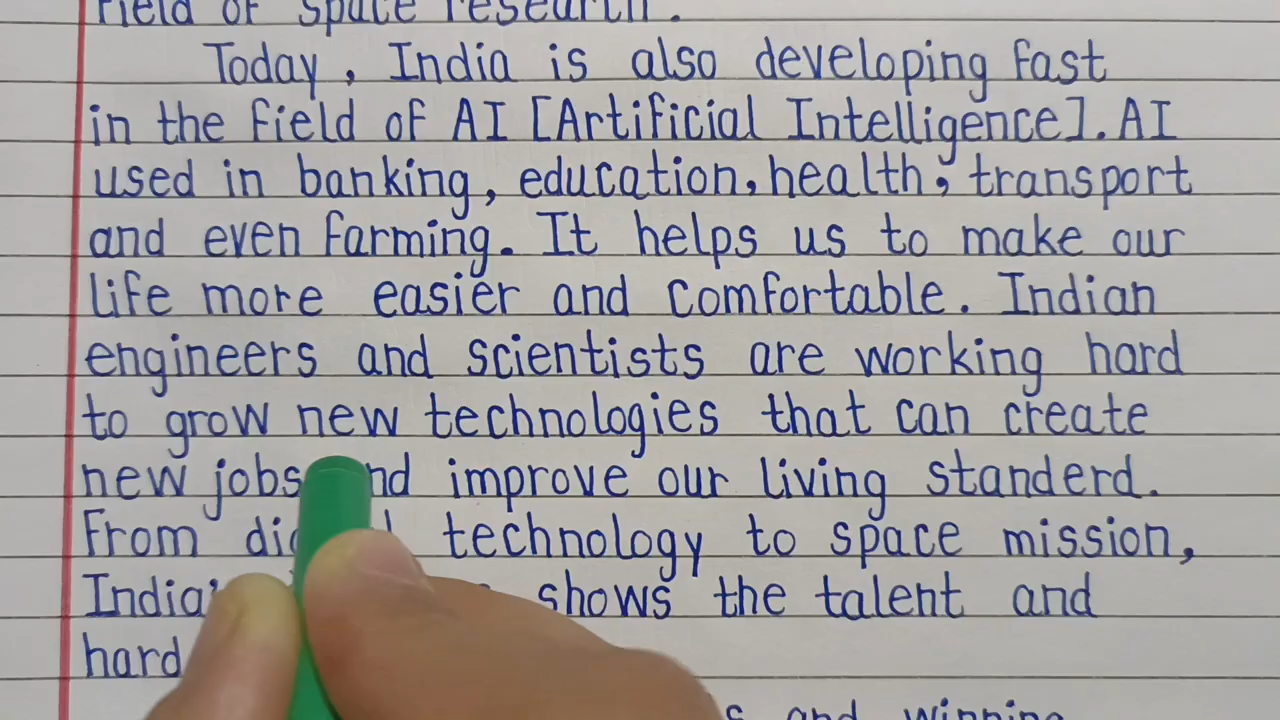 field of space research.
Today, India is also developing fast
in the field of AI [Artificial Intelligence]. AI
used in banking, education, health, transport
and even farming. It helps us to make our
life more easier and comfortable. Indian
engineers and scientists are working hard
to grow new technologies that can create
new jobs and improve our living standerd.
From technology to space mission,
shows the talent and
hard
and winning